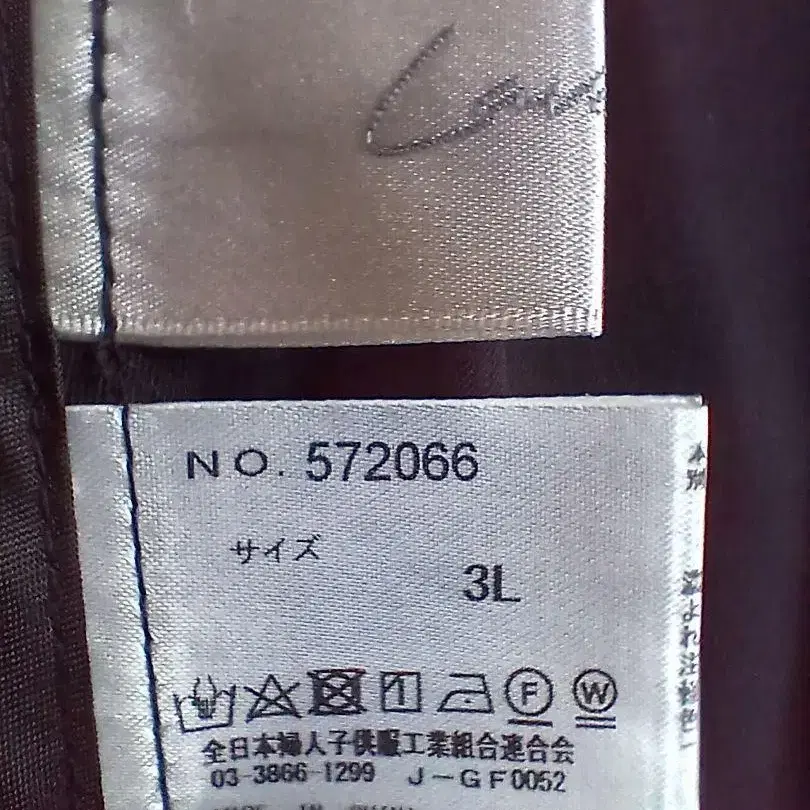 NO. 572066
サイズ
3L
F W
全日本婦人子供服工業組合連合会
03-3866-1299 J-GF0052